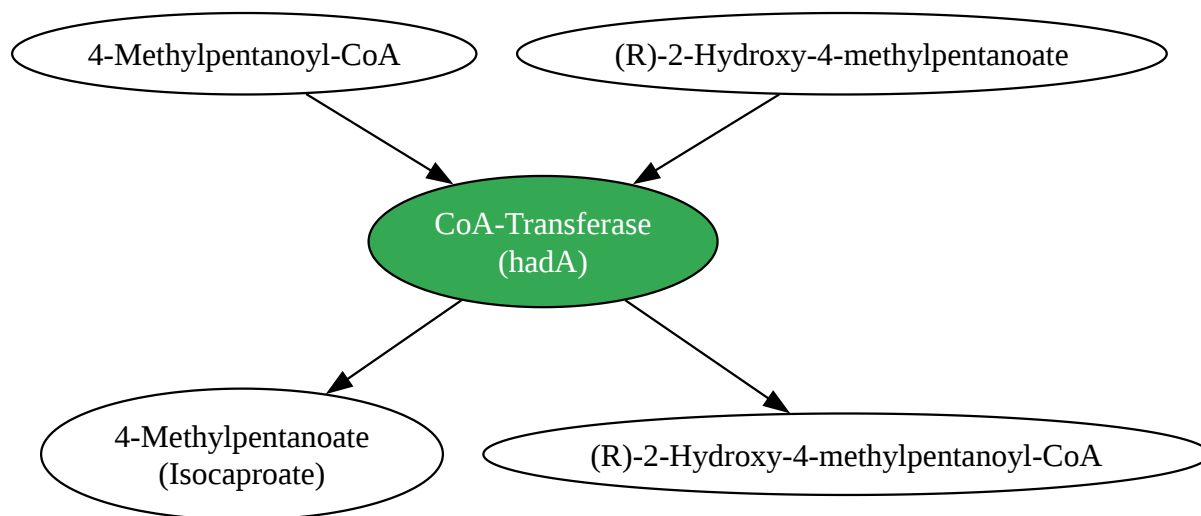 4-Methylpentanoyl-CoA
(R)-2-Hydroxy-4-methylpentanoate
CoA-Transferase
(hadA)
4-Methylpentanoate
(Isocaproate)
(R)-2-Hydroxy-4-methylpentanoyl-CoA